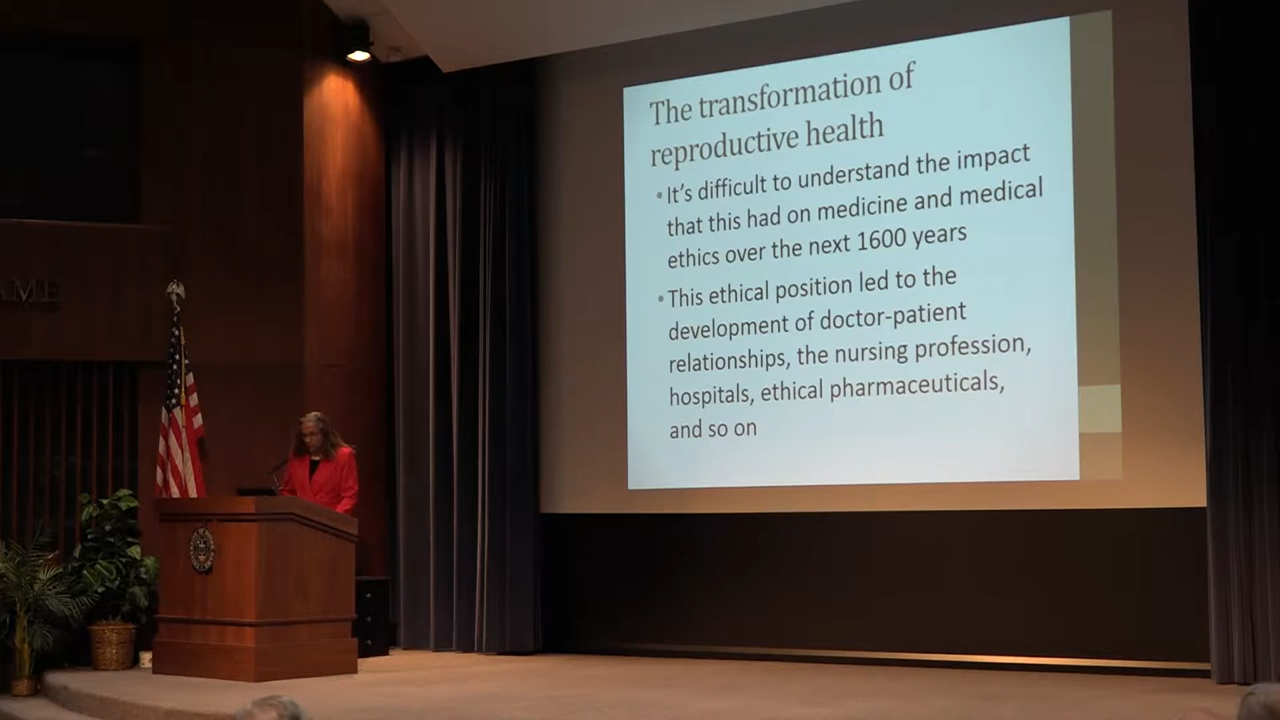 The transformation of
reproductive health
• It's difficult to understand the impact
that this had on medicine and medical
ethics over the next 1600 years
• This ethical position led to the
development of doctor-patient
relationships, the nursing profession,
hospitals, ethical pharmaceuticals,
and so on
AME